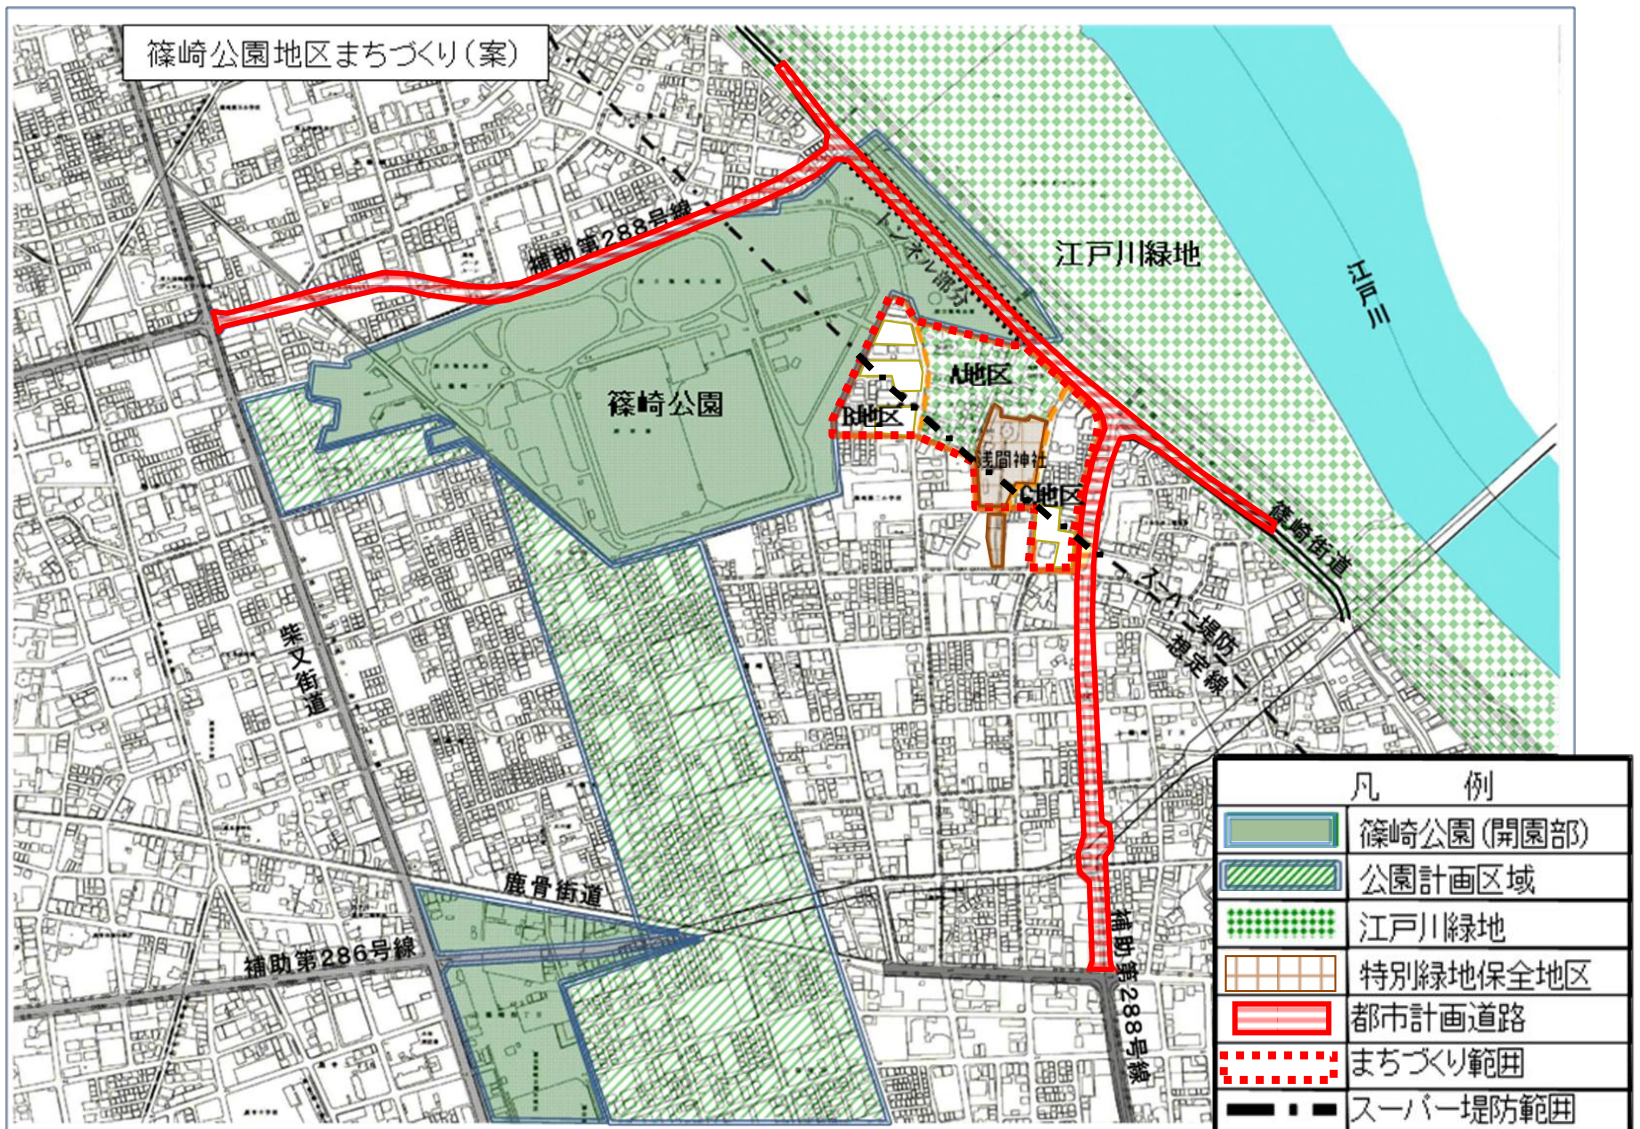 篠崎公園地区まちづくり(案)
補助第288号線
トンネル部分
江戸川緑地
江戸川
A地区
篠崎公園
B地区
浅間神社
C地区
篠崎街道
スーパー堤防
想定線
柴又街道
鹿骨街道
補助第286号線
補助第288号線
凡 例
篠崎公園(開園部)
公園計画区域
江戸川緑地
特別緑地保全地区
都市計画道路
まちづくり範囲
スーパー堤防範囲